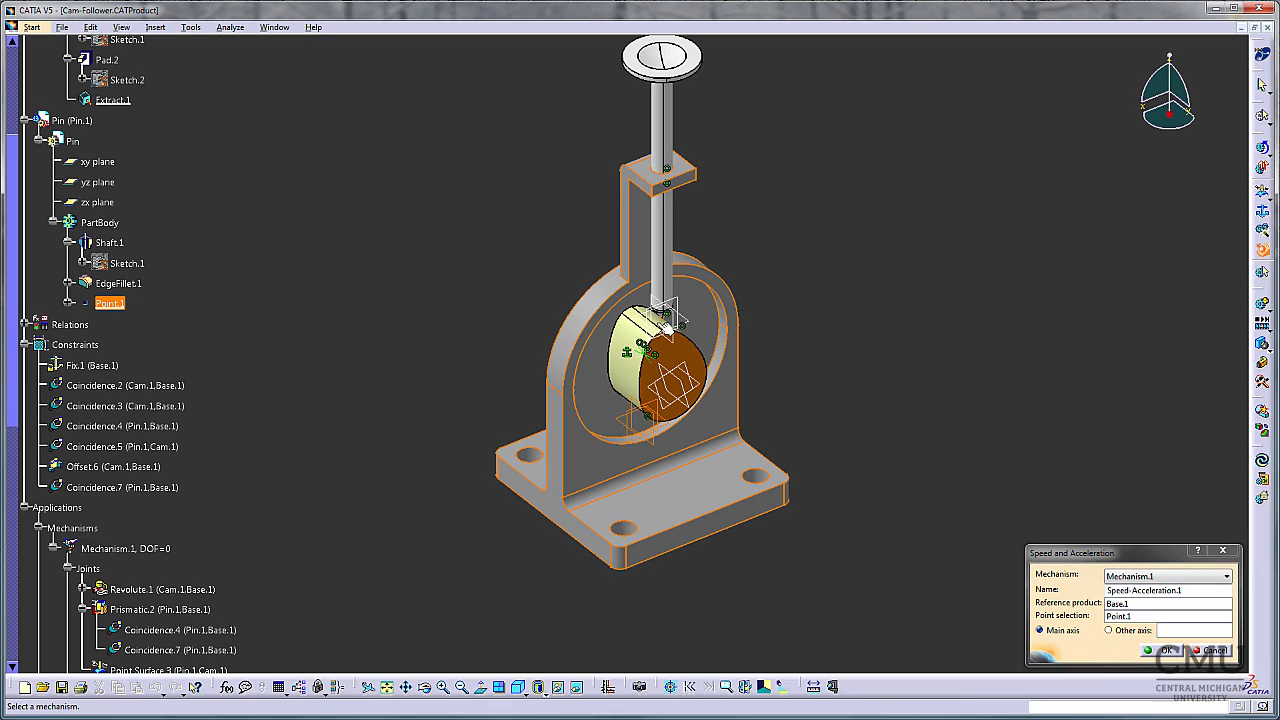 CATIA V5 - [Cam-Follower.CATProduct]
Start File Edit View Insert Tools Analyze Window Help
Sketch.1
Pad.2
Sketch.2
Extract.1
Pin (Pin.1)
Pin
xy plane
yz plane
zx plane
PartBody
Shaft.1
Sketch.1
EdgeFillet.1
Point.1
Relations
Constraints
Fix.1 (Base.1)
Coincidence.2 (Cam.1,Base.1)
Coincidence.3 (Cam.1,Base.1)
Coincidence.4 (Pin.1,Base.1)
Coincidence.5 (Pin.1,Cam.1)
Offset.6 (Cam.1,Base.1)
Coincidence.7 (Pin.1,Base.1)
Applications
Mechanisms
Mechanism.1, DOF=0
Joints
Revolute.1 (Cam.1,Base.1)
Prismatic.2 (Pin.1,Base.1)
Coincidence.4 (Pin.1,Base.1)
Coincidence.7 (Pin.1,Base.1)
Point Surface.3 (Pin.1,Cam.1)
Speed and Acceleration
Mechanism: Mechanism.1
Name: Speed-Acceleration.1
Reference product: Base.1
Point selection: Point.1
Main axis Other axis:
OK Cancel
CMU
CENTRAL MICHIGAN
UNIVERSITY
CATIA
Select a mechanism.